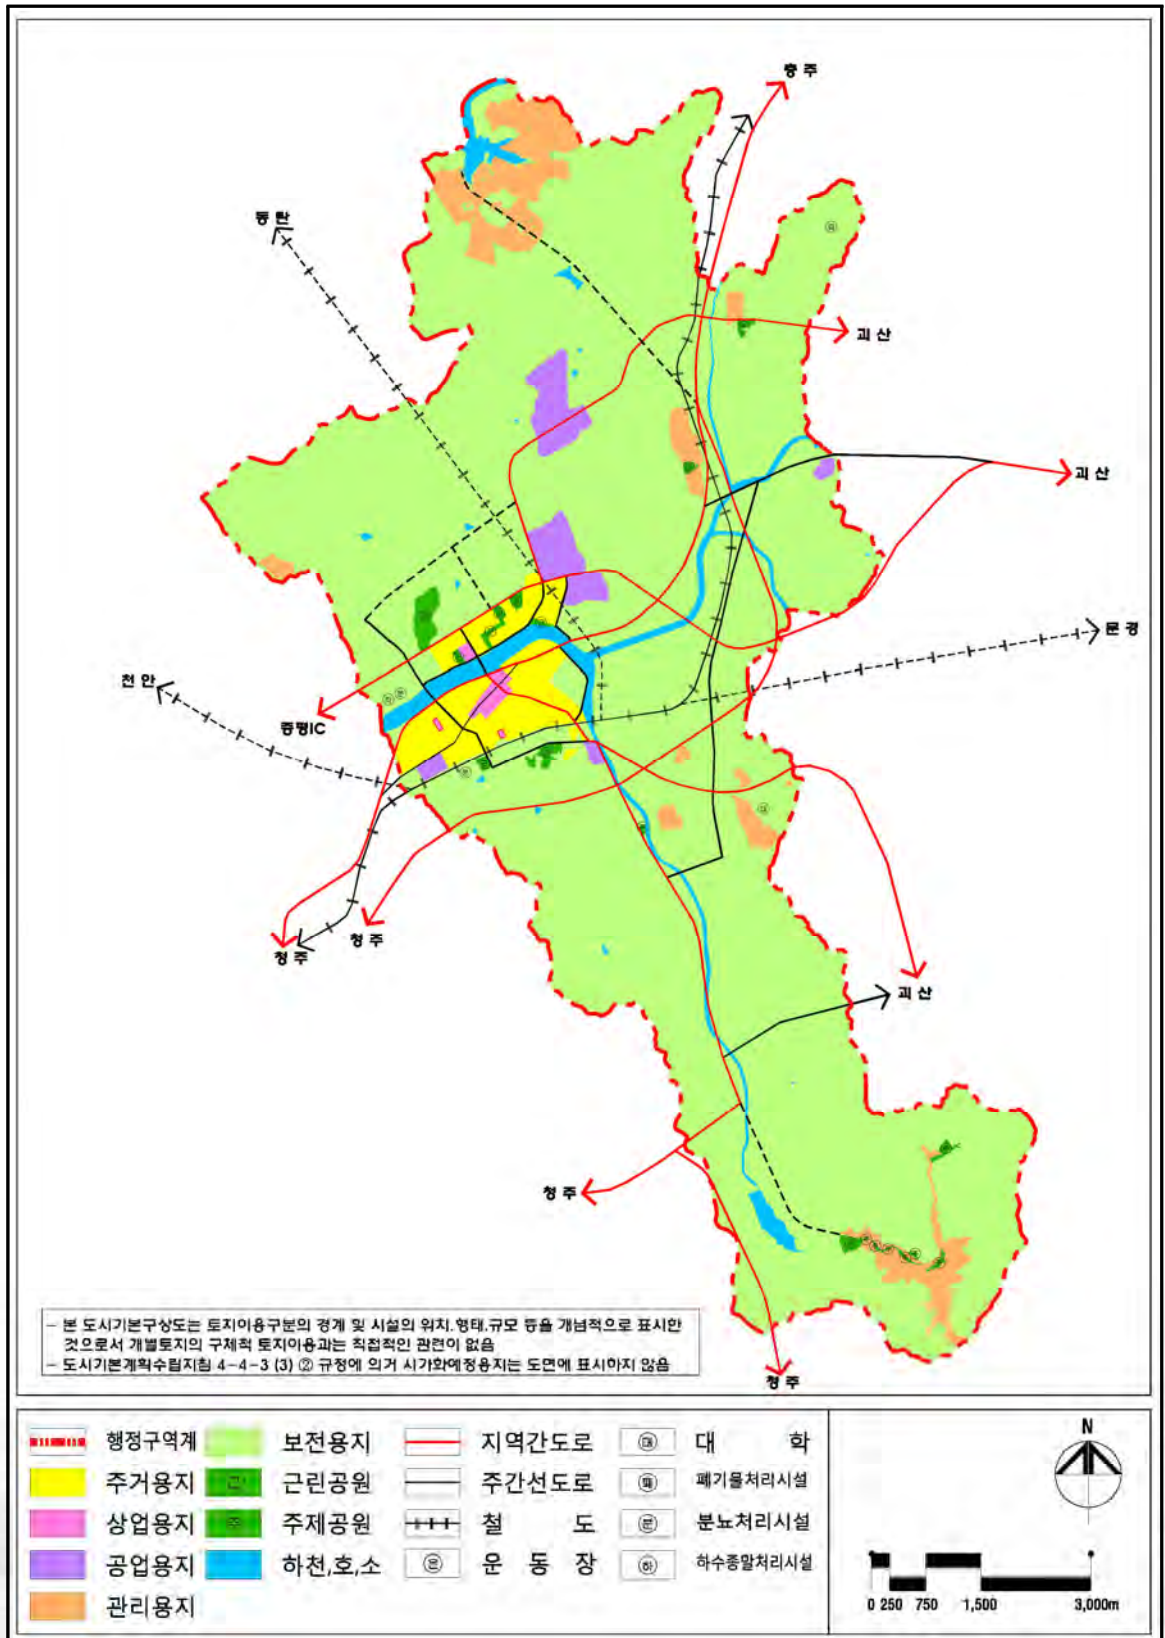 충주
동탄
괴산
괴산
문경
천안
증평IC
청주
청주
괴산
청주
청주
- 본 도시기본구상도는 토지이용구분의 경계 및 시설의 위치,형태,규모 등을 개념적으로 표시한
것으로서 개별토지의 구체적 토지이용과는 직접적인 관련이 없음
- 도시기본계획수립지침 4-4-3 (3) ② 규정에 의거 시가화예정용지는 도면에 표시하지 않음
행정구역계 보전용지 지역간도로 대 대 학
주거용지 근 근린공원 주간선도로 폐 폐기물처리시설
상업용지 주 주제공원 철 도 분 분뇨처리시설
공업용지 하천,호,소 운 운 동 장 하 하수종말처리시설
관리용지
N
0 250 750 1,500 3,000m